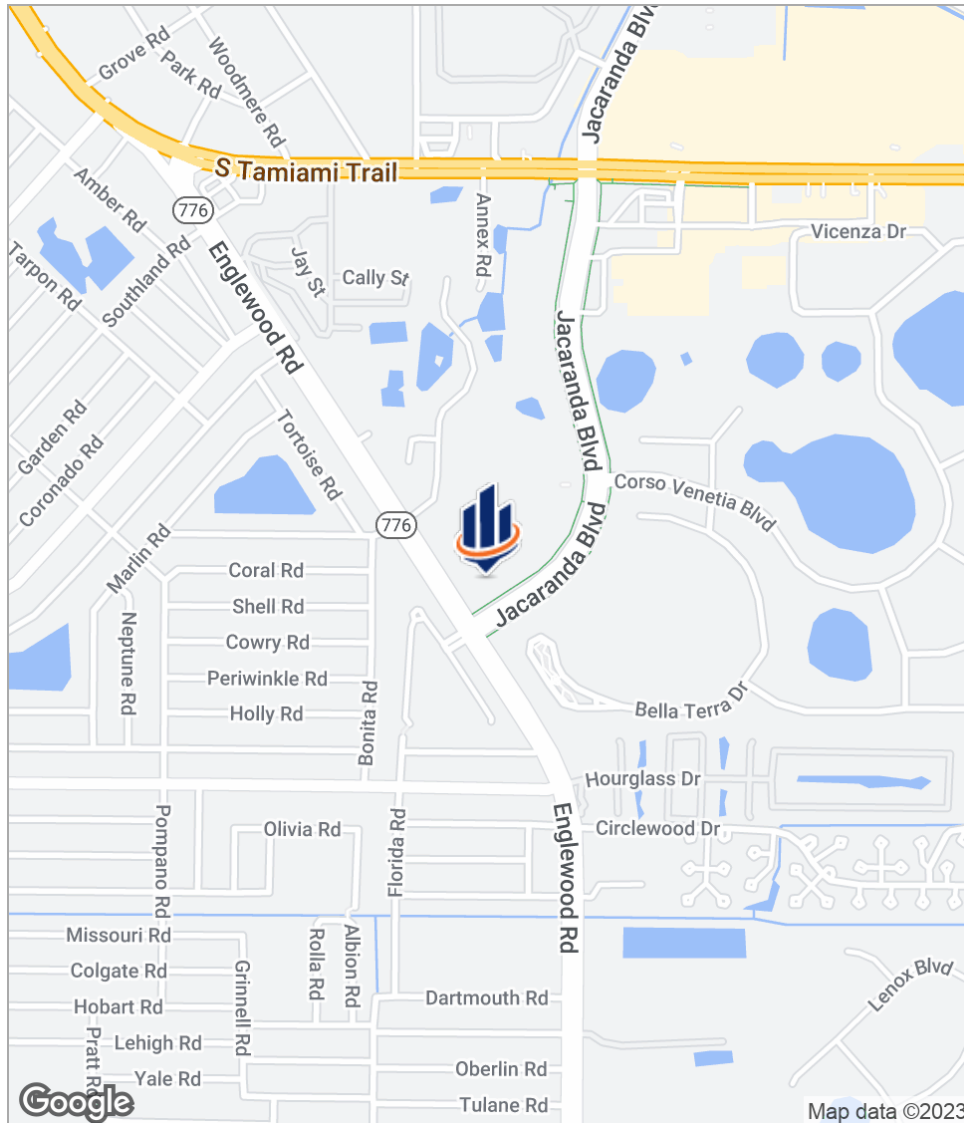 Grove Rd
Park Rd
Woodmere Rd
Jacaranda Blvd
S Tamiami Trail
Amber Rd
776
Annex Rd
Vicenza Dr
Tarpon Rd
Southland Rd
Englewood Rd
Jay St
Cally St
Jacaranda Blvd
Garden Rd
Coronado Rd
Tortoise Rd
Corso Venetia Blvd
776
Marlin Rd
Jacaranda Blvd
Coral Rd
Shell Rd
Neptune Rd
Cowry Rd
Periwinkle Rd
Holly Rd
Bonita Rd
Bella Terra Dr
Hourglass Dr
Pompano Rd
Olivia Rd
Florida Rd
Circlewood Dr
Englewood Rd
Missouri Rd
Rolla Rd
Albion Rd
Colgate Rd
Grinnell Rd
Lenox Blvd
Hobart Rd
Dartmouth Rd
Pratt Rd
Lehigh Rd
Yale Rd
Oberlin Rd
Tulane Rd
Google
Map data ©2023